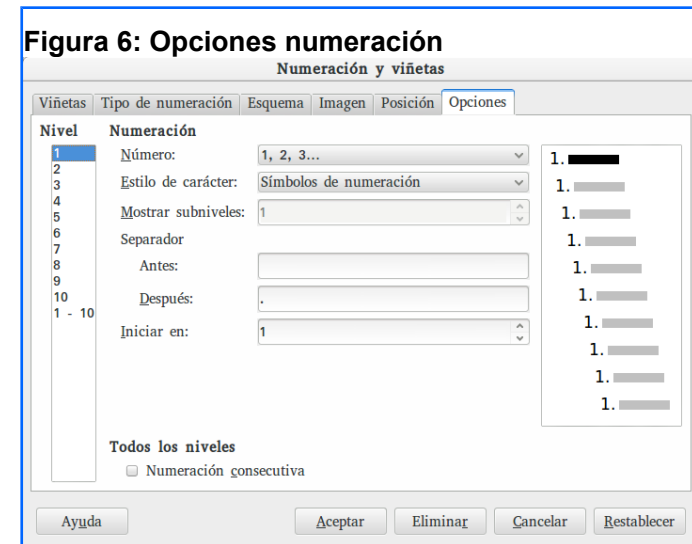 Figura 6: Opciones numeración
Numeración y viñetas
Viñetas Tipo de numeración Esquema Imagen Posición Opciones
Nivel Numeración
1
2
3
4
5
6
7
8
9
10
1 - 10
Número: 1, 2, 3...
Estilo de carácter: Símbolos de numeración
Mostrar subniveles: 1
Separador
Antes:
Después: .
Iniciar en: 1
Todos los niveles
Numeración consecutiva
1.
1.
1.
1.
1.
1.
1.
1.
1.
1.
Ayuda Aceptar Eliminar Cancelar Restablecer